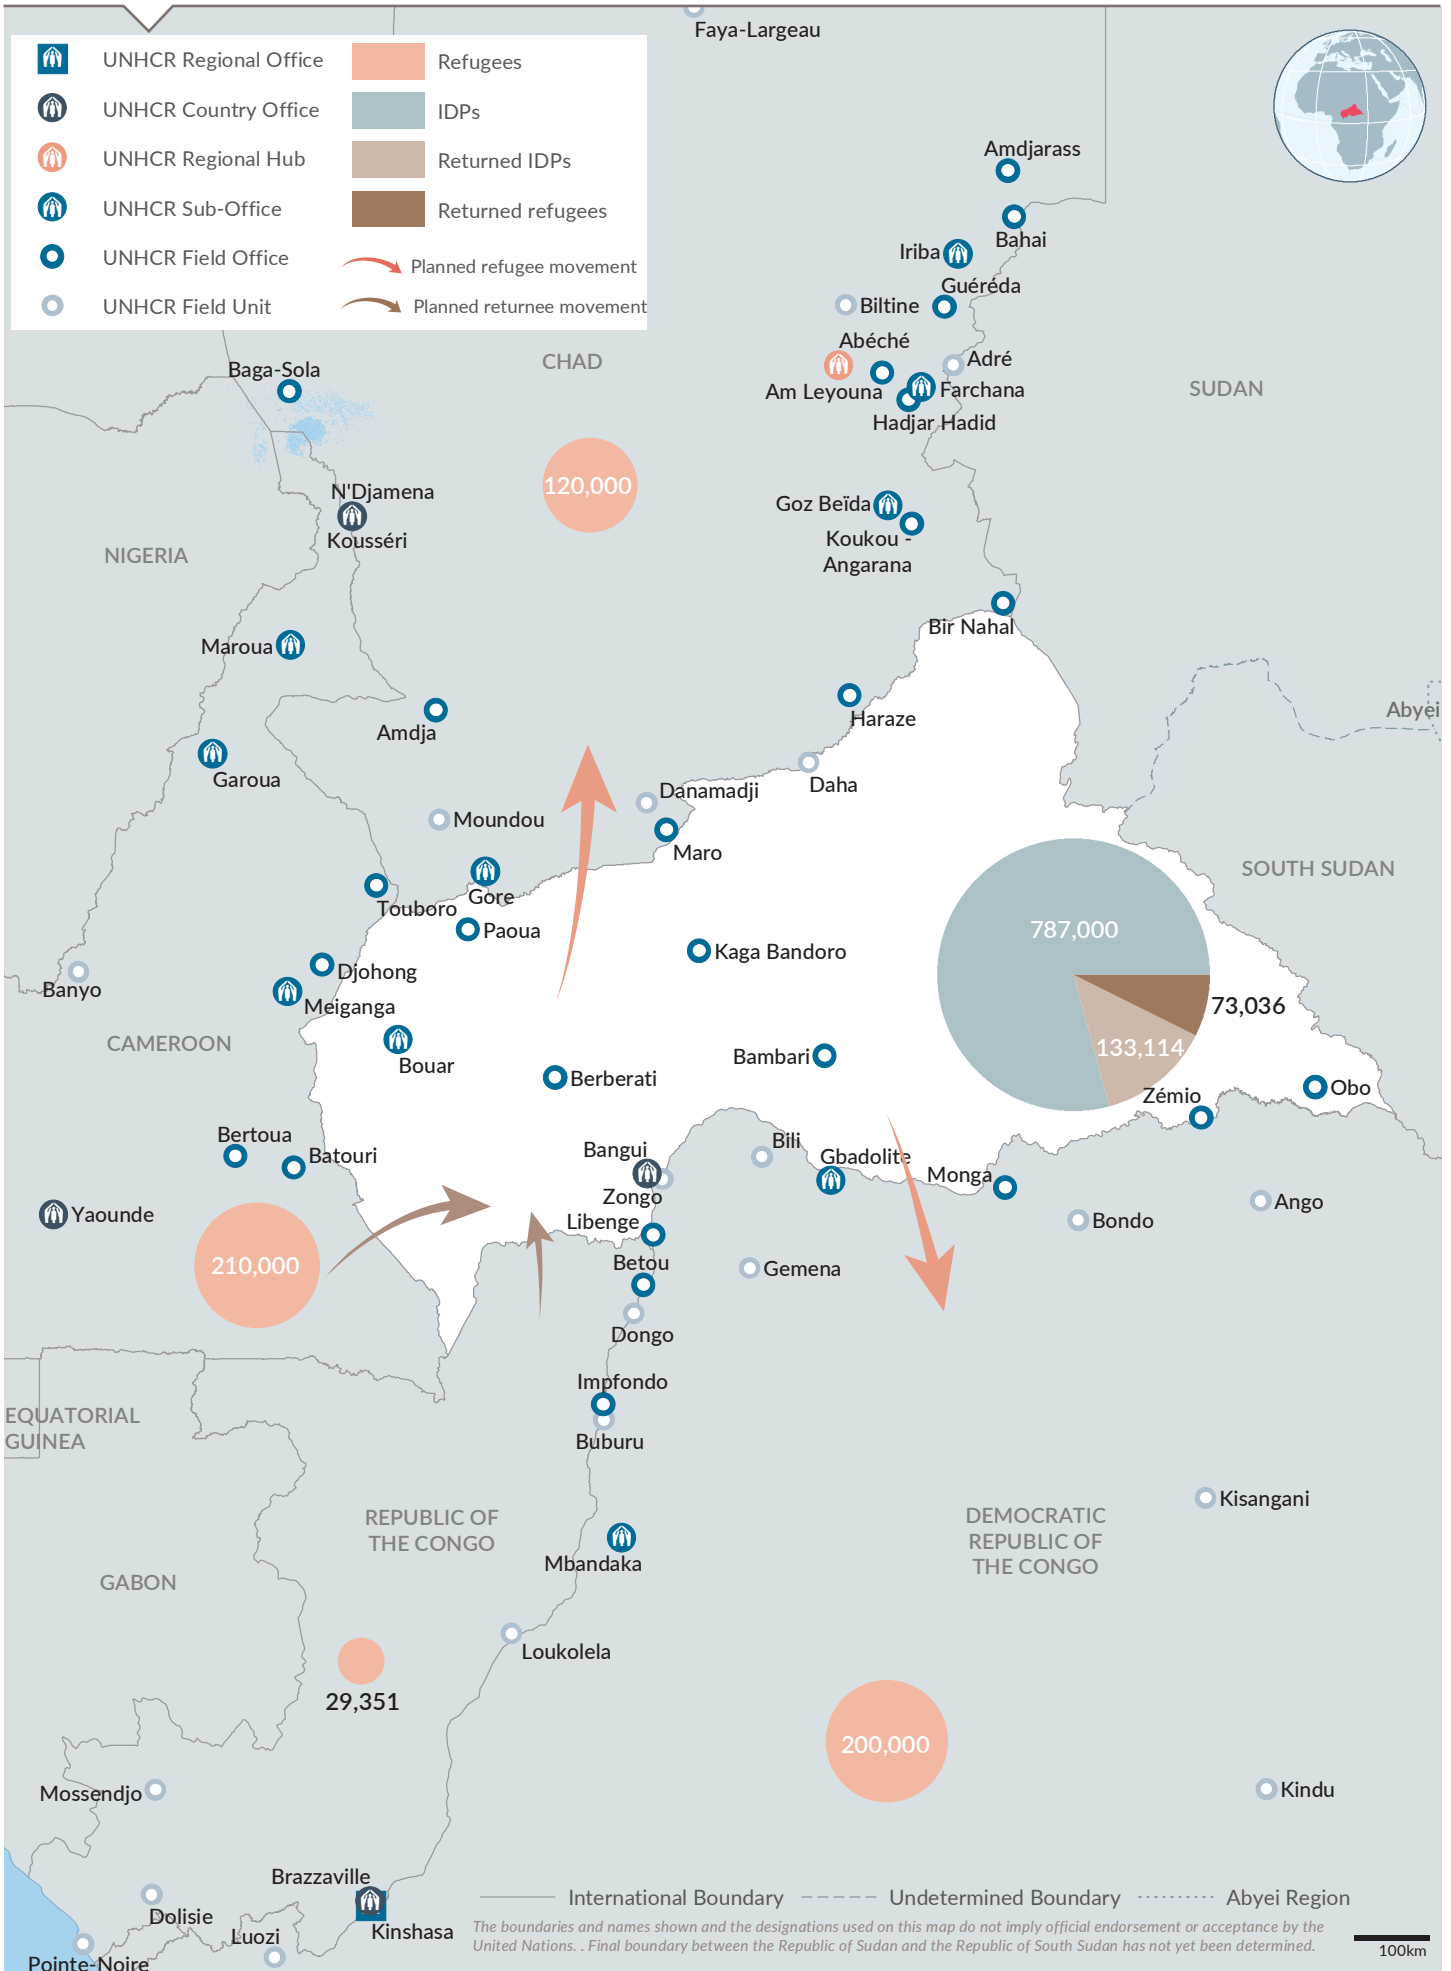 Faya-Largeau
UNHCR Regional Office
UNHCR Country Office
UNHCR Regional Hub
UNHCR Sub-Office
UNHCR Field Office
UNHCR Field Unit
Refugees
IDPs
Returned IDPs
Returned refugees
Planned refugee movement
Planned returnee movement
Amdjarass
Bahai
Iriba
Guéréda
Biltine
Abéché
Adré
Am Leyouna
Farchana
Hadjar Hadid
Baga-Sola
CHAD
SUDAN
120,000
N'Djamena
Kousséri
Goz Beïda
Koukou -
Angarana
NIGERIA
Bir Nahal
Maroua
Haraze
Abyei
Amdja
Garoua
Daha
Danamadji
Moundou
Maro
SOUTH SUDAN
Gore
Touboro
Paoua
787,000
Kaga Bandoro
Djohong
Banyo
Meiganga
73,036
CAMEROON
133,114
Bambari
Bouar
Berberati
Zémio
Obo
Bertoua
Batouri
Bangui
Bili
Gbadolite
Monga
Zongo
Yaounde
Libenge
Bondo
Ango
210,000
Betou
Gemena
Dongo
Impfondo
Buburu
EQUATORIAL
GUINEA
Kisangani
REPUBLIC OF
THE CONGO
DEMOCRATIC
REPUBLIC OF
THE CONGO
Mbandaka
GABON
Loukolela
29,351
200,000
Mossendjo
Kindu
Brazzaville
Kinshasa
Dolisie
Luozi
Pointe-Noire
International Boundary
Undetermined Boundary
Abyei Region
The boundaries and names shown and the designations used on this map do not imply official endorsement or acceptance by the
United Nations. . Final boundary between the Republic of Sudan and the Republic of South Sudan has not yet been determined.
100km